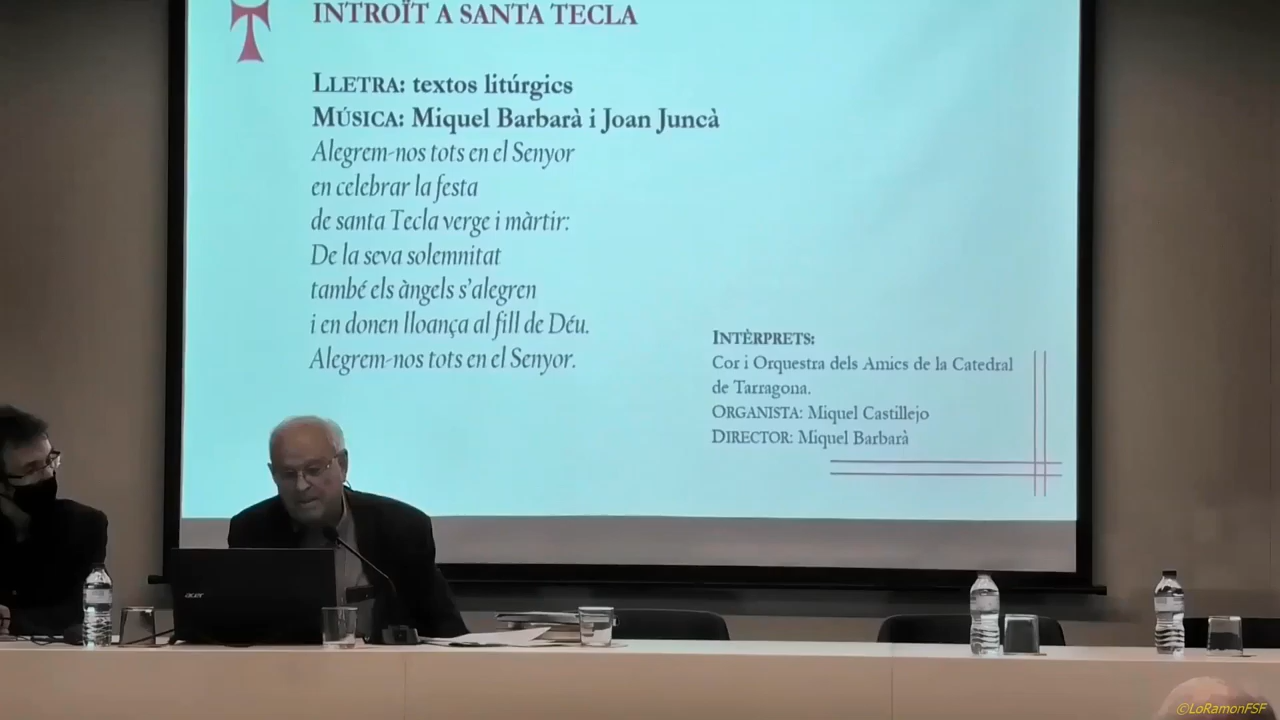 INTROÏT A SANTA TECLA
LLETRA: textos litúrgics
MÚSICA: Miquel Barbarà i Joan Juncà
Alegrem-nos tots en el Senyor
en celebrar la festa
de santa Tecla verge i màrtir:
De la seva solemnitat
també els àngels s'alegren
i en donen lloança al fill de Déu.
Alegrem-nos tots en el Senyor.
INTÈRPRETS:
Cor i Orquestra dels Amics de la Catedral
de Tarragona.
ORGANISTA: Miquel Castillejo
DIRECTOR: Miquel Barbarà
acer
©LoRamonFSF